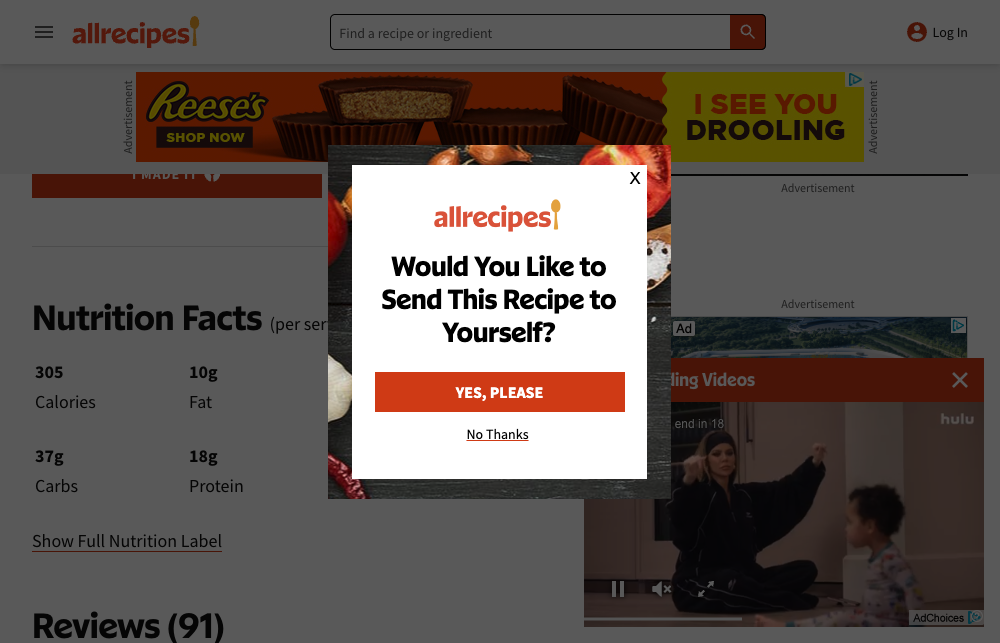 allrecipes
Find a recipe or ingredient
Log In
Advertisement
Reese's
SHOP NOW
I SEE YOU
DROOLING
Advertisement
I MADE IT
Advertisement
X
allrecipes
Would You Like to
Send This Recipe to
Yourself?
YES, PLEASE
No Thanks
Nutrition Facts (per ser
305
Calories
10g
Fat
37g
Carbs
18g
Protein
Show Full Nutrition Label
Reviews (91)
Advertisement
Ad
ding Videos
end in 18
hulu
AdChoices